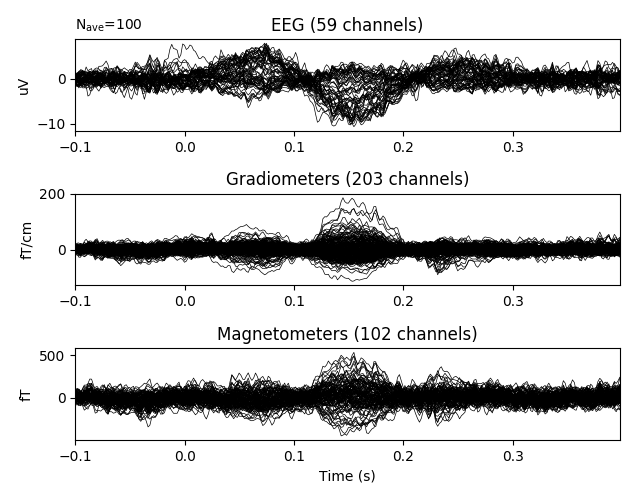 Nave=100
EEG (59 channels)
uV
0
−10
−0.1 0.0 0.1 0.2 0.3
Gradiometers (203 channels)
fT/cm
200
0
−0.1 0.0 0.1 0.2 0.3
Magnetometers (102 channels)
fT
500
0
−0.1 0.0 0.1 0.2 0.3
Time (s)